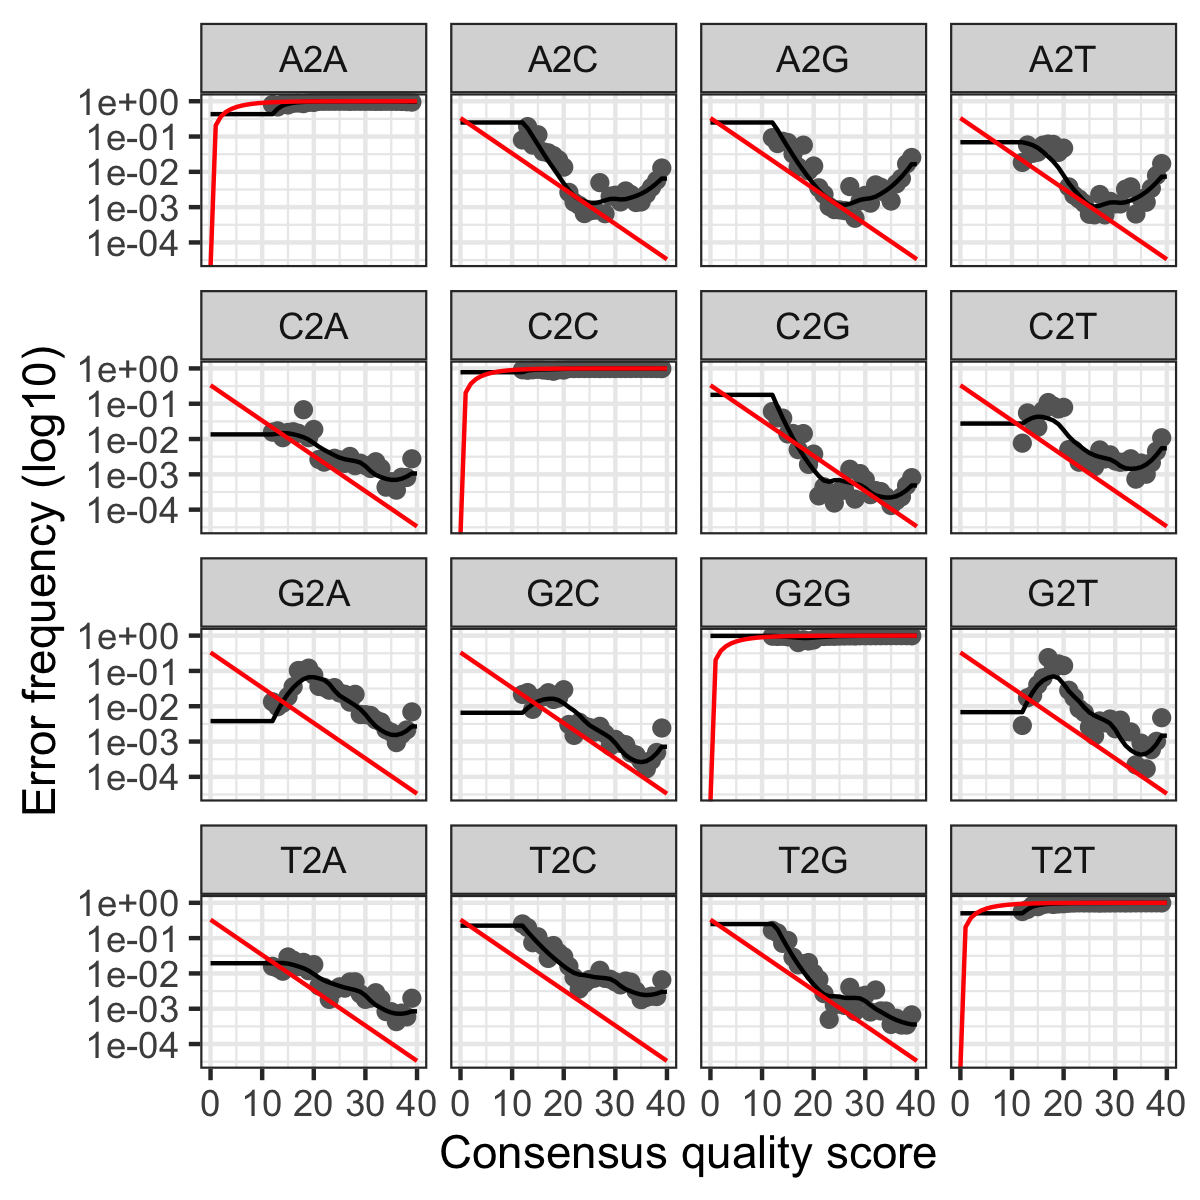 A2A A2C A2G A2T
1e+00
1e-01
1e-02
1e-03
1e-04
C2A C2C C2G C2T
1e+00
1e-01
1e-02
1e-03
1e-04
G2A G2C G2G G2T
1e+00
1e-01
1e-02
1e-03
1e-04
T2A T2C T2G T2T
1e+00
1e-01
1e-02
1e-03
1e-04
0 10 20 30 40 0 10 20 30 40 0 10 20 30 40 0 10 20 30 40
Consensus quality score
Error frequency (log10)